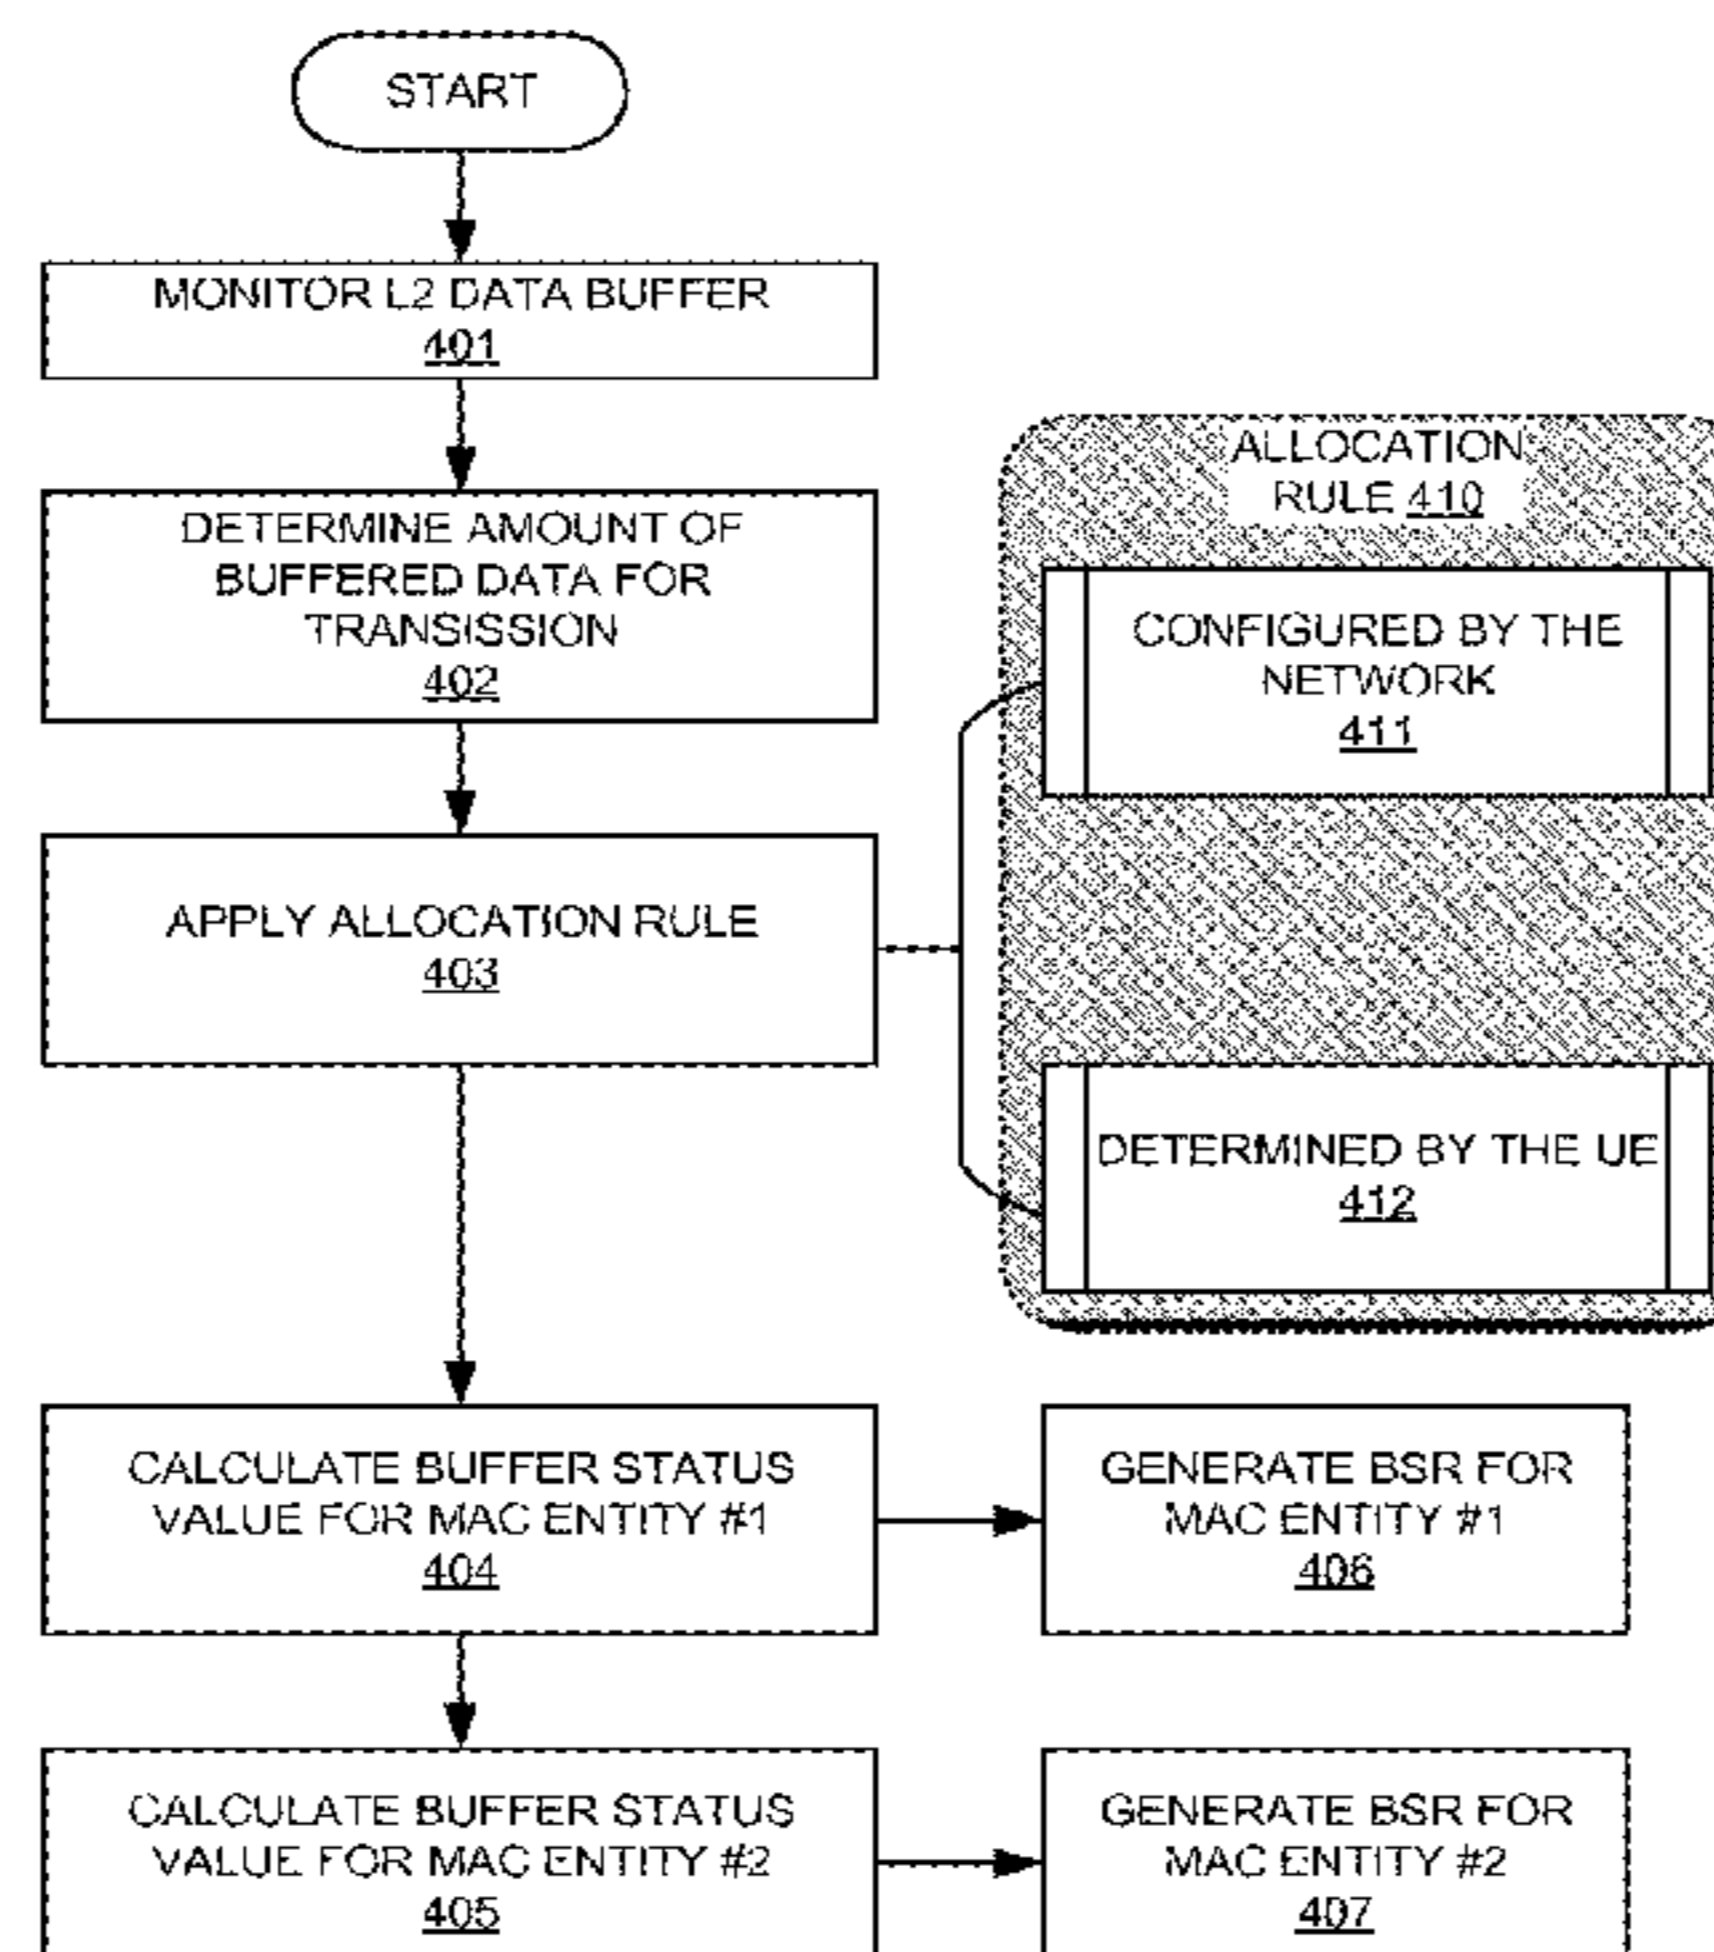 START
MONITOR L2 DATA BUFFER
401
DETERMINE AMOUNT OF
BUFFERED DATA FOR
TRANSISSION
402
APPLY ALLOCATION RULE
403
ALLOCATION
RULE 410
CONFIGURED BY THE
NETWORK
411
DETERMINED BY THE UE
412
CALCULATE BUFFER STATUS
VALUE FOR MAC ENTITY #1
404
GENERATE BSR FOR
MAC ENTITY #1
406
CALCULATE BUFFER STATUS
VALUE FOR MAC ENTITY #2
405
GENERATE BSR FOR
MAC ENTITY #2
407